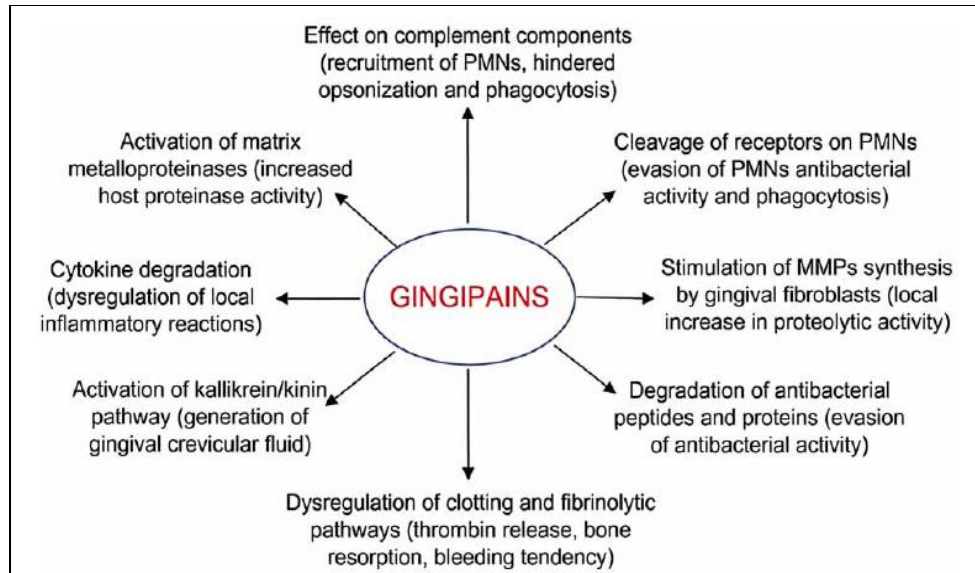 Effect on complement components
(recruitment of PMNs, hindered
opsonization and phagocytosis)
Activation of matrix
metalloproteinases (increased
host proteinase activity)
Cleavage of receptors on PMNs
(evasion of PMNs antibacterial
activity and phagocytosis)
Cytokine degradation
(dysregulation of local
inflammatory reactions)
GINGIPAINS
Stimulation of MMPs synthesis
by gingival fibroblasts (local
increase in proteolytic activity)
Activation of kallikrein/kinin
pathway (generation of
gingival crevicular fluid)
Degradation of antibacterial
peptides and proteins (evasion
of antibacterial activity)
Dysregulation of clotting and fibrinolytic
pathways (thrombin release, bone
resorption, bleeding tendency)